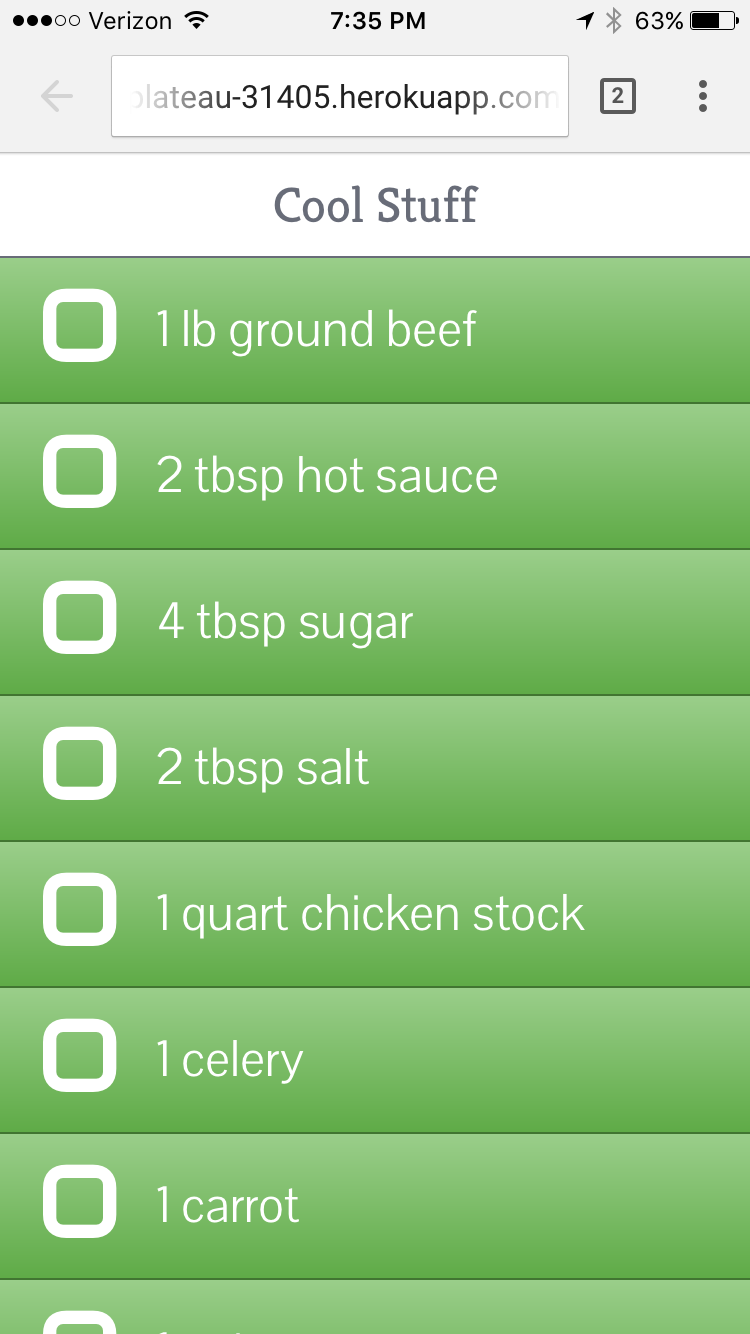 Verizon 7:35 PM 63%
plateau-31405.herokuapp.com 2
Cool Stuff
1 lb ground beef
2 tbsp hot sauce
4 tbsp sugar
2 tbsp salt
1 quart chicken stock
1 celery
1 carrot